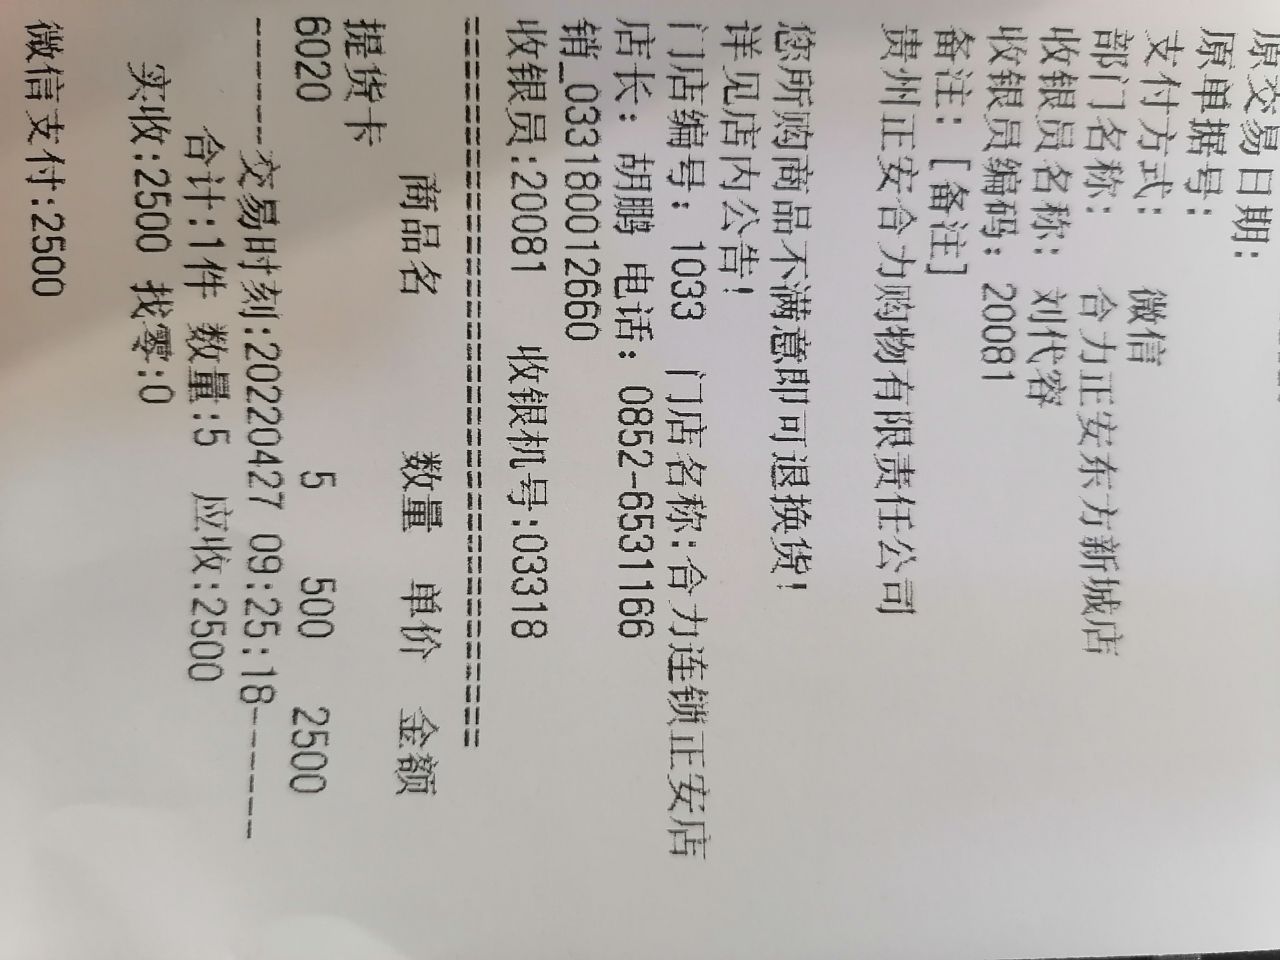 原交易日期:
原单据号:
支付方式: 微信
部门名称: 合力正安东方新城店
收银员名称: 刘代容
收银员编码: 20081
备注: [备注]
贵州正安合力购物有限责任公司
您所购商品不满意即可退换货!
详见店内公告!
门店编号: 1033 门店名称:合力连锁正安店
店长: 胡鹏 电话: 0852-6531166
销_033180012660
收银员:20081 收银机号:03318
==========================================
商品名 数量 单价 金额
提货卡
6020 5 500 2500
--------交易时刻:20220427 09:25:18--------
合计:1件 数量:5 应收:2500
实收:2500 找零:0
微信支付:2500